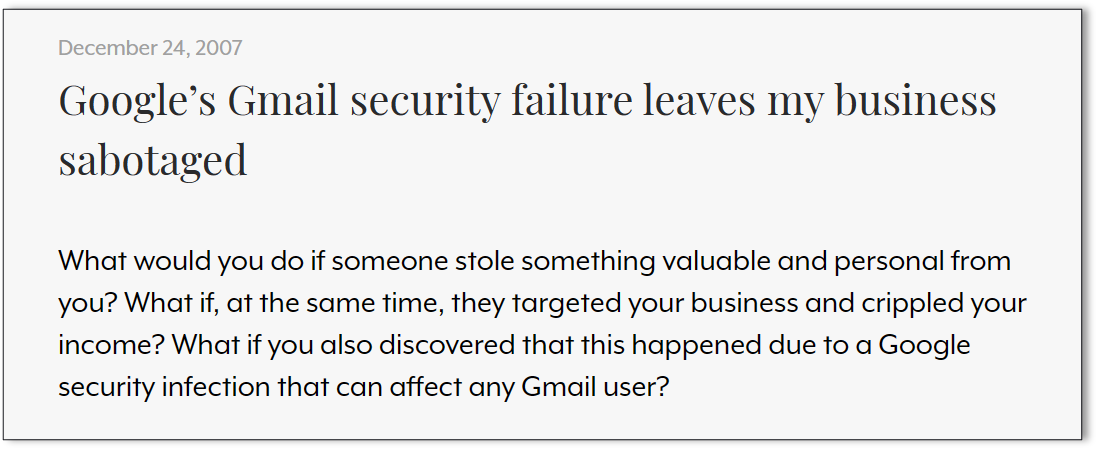 December 24, 2007
Google’s Gmail security failure leaves my business
sabotaged
What would you do if someone stole something valuable and personal from
you? What if, at the same time, they targeted your business and crippled your
income? What if you also discovered that this happened due to a Google
security infection that can affect any Gmail user?